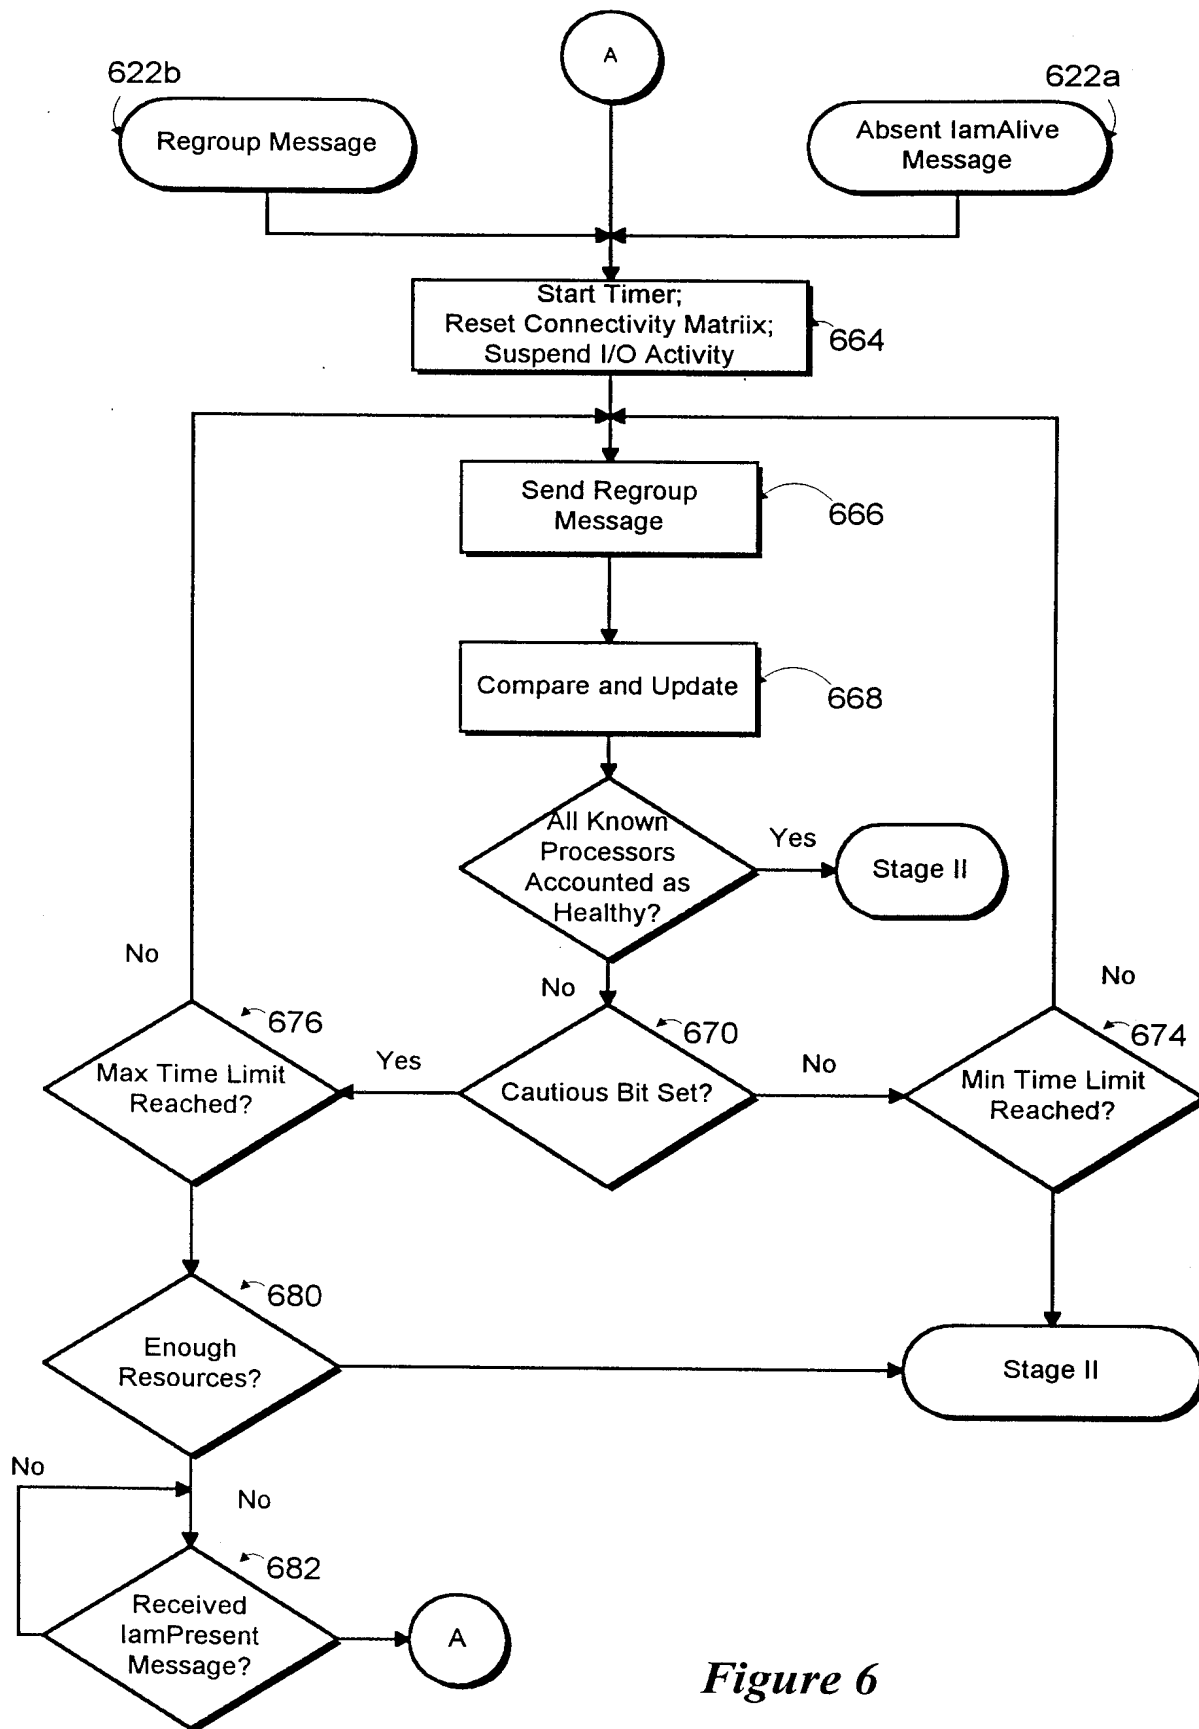 A
622b
622a
Regroup Message
Absent IamAlive
Message
Start Timer;
Reset Connectivity Matriix;
Suspend I/O Activity
664
Send Regroup
Message
666
Compare and Update
668
All Known
Processors
Accounted as
Healthy?
Yes
Stage II
No
No
No
676
670
674
Max Time Limit
Reached?
Yes
Cautious Bit Set?
No
Min Time Limit
Reached?
680
Enough
Resources?
Stage II
No
No
682
Received
IamPresent
Message?
A
Figure 6